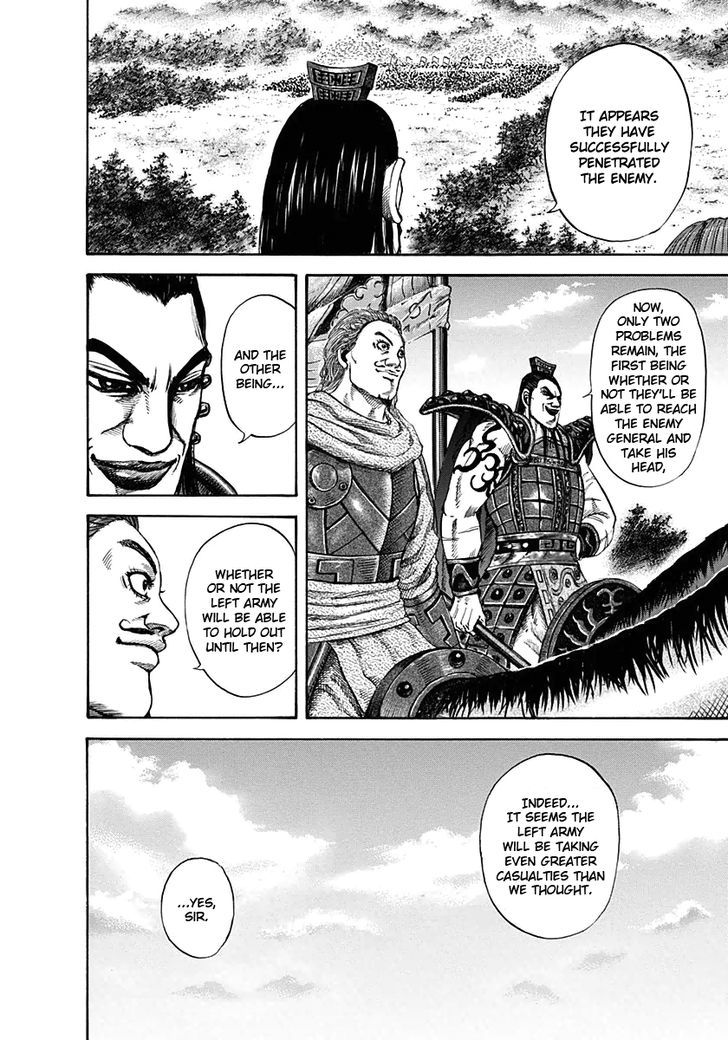 IT APPEARS
THEY HAVE
SUCCESSFULLY
PENETRATED
THE ENEMY.
NOW,
ONLY TWO
PROBLEMS
REMAIN, THE
FIRST BEING
WHETHER OR
NOT THEY'LL BE
ABLE TO REACH
THE ENEMY
GENERAL AND
TAKE HIS
HEAD,
AND THE
OTHER
BEING...
WHETHER
OR NOT THE
LEFT ARMY
WILL BE ABLE
TO HOLD OUT
UNTIL THEN?
INDEED...
IT SEEMS THE
LEFT ARMY
WILL BE TAKING
EVEN GREATER
CASUALTIES THAN
WE THOUGHT.
...YES,
SIR.